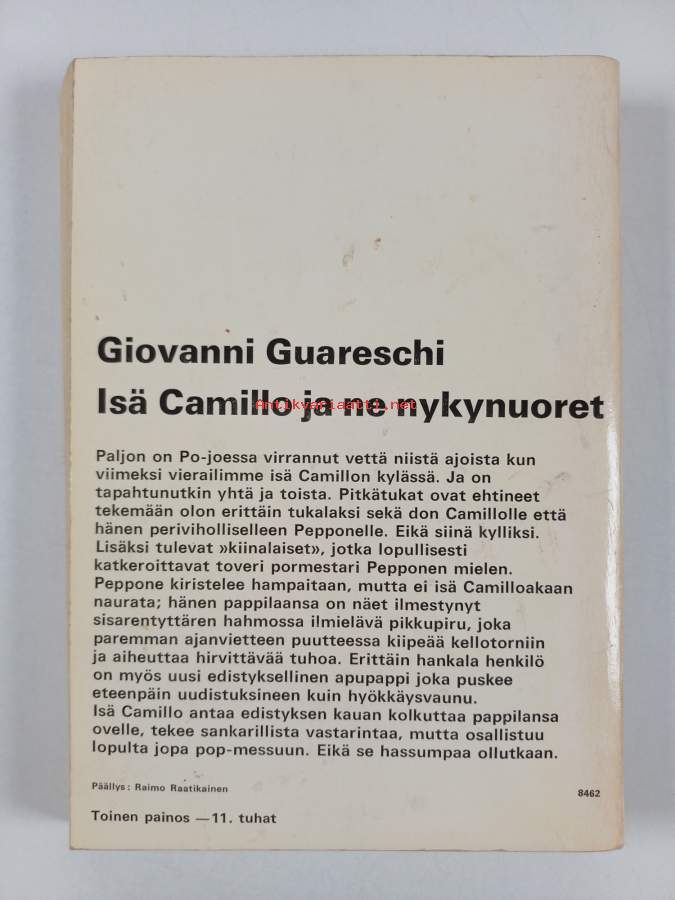 Giovanni Guareschi
Isä Camillo ja ne nykynuoret
Antikvariaatti.net
Paljon on Po-joessa virrannut vettä niistä ajoista kun
viimeksi vierailimme isä Camillon kylässä. Ja on
tapahtunutkin yhtä ja toista. Pitkätukat ovat ehtineet
tekemään olon erittäin tukalaksi sekä don Camillolle että
hänen periviholliselleen Pepponelle. Eikä siinä kylliksi.
Lisäksi tulevat »kiinalaiset», jotka lopullisesti
katkeroittavat toveri pormestari Pepponen mielen.
Peppone kiristelee hampaitaan, mutta ei isä Camilloakaan
naurata; hänen pappilaansa on näet ilmestynyt
sisarentyttären hahmossa ilmielävä pikkupiru, joka
paremman ajanvietteen puutteessa kiipeää kellotorniin
ja aiheuttaa hirvittävää tuhoa. Erittäin hankala henkilö
on myös uusi edistyksellinen apupappi joka puskee
eteenpäin uudistuksineen kuin hyökkäysvaunu.
Isä Camillo antaa edistyksen kauan kolkuttaa pappilansa
ovelle, tekee sankarillista vastarintaa, mutta osallistuu
lopulta jopa pop-messuun. Eikä se hassumpaa ollutkaan.
Päällys: Raimo Raatikainen
8462
Toinen painos — 11. tuhat